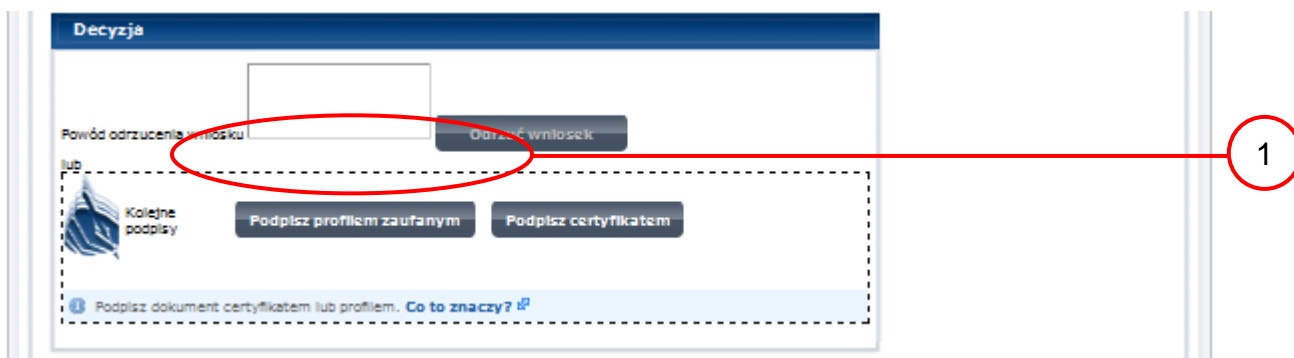 Decyzja
Powód odrzucenia wniosku
Odrzuć wniosek
lub
Kolejne
podpisy
Podpisz profilem zaufanym
Podpisz certyfikatem
Podpisz dokument certyfikatem lub profilem. Co to znaczy?
1